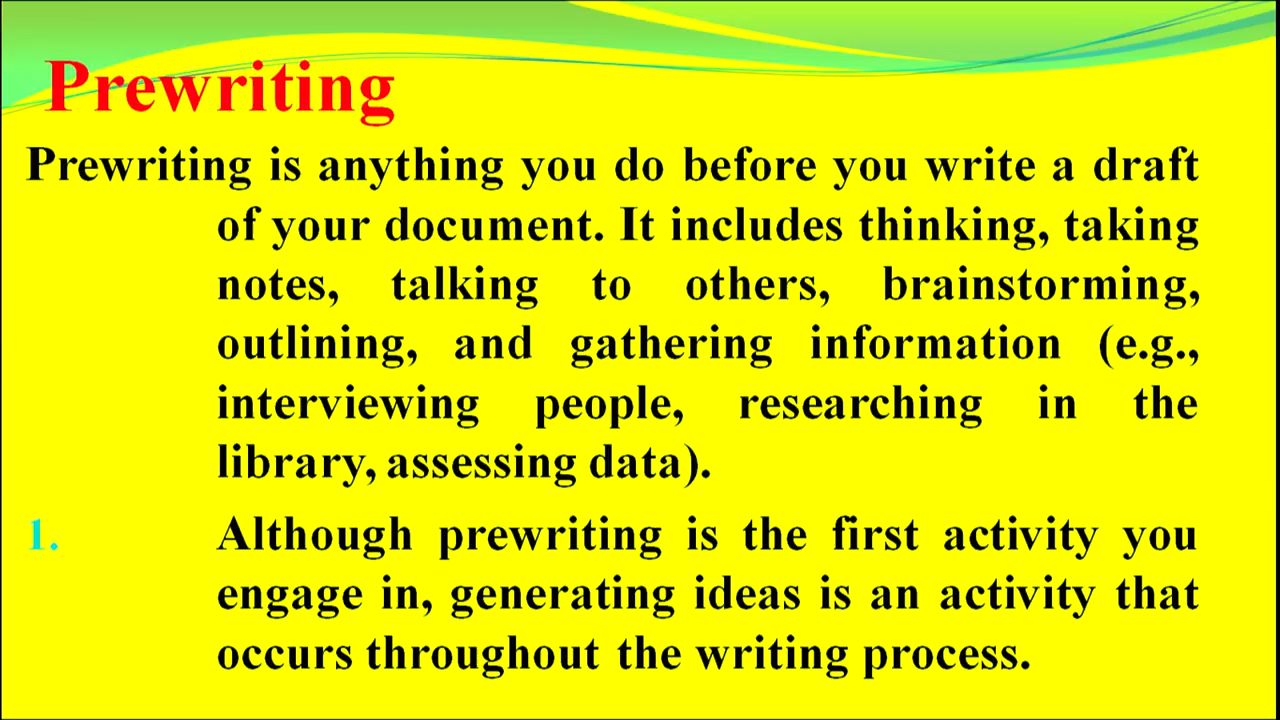 Prewriting
Prewriting is anything you do before you write a draft
of your document. It includes thinking, taking
notes, talking to others, brainstorming,
outlining, and gathering information (e.g.,
interviewing people, researching in the
library, assessing data).
1. Although prewriting is the first activity you
engage in, generating ideas is an activity that
occurs throughout the writing process.